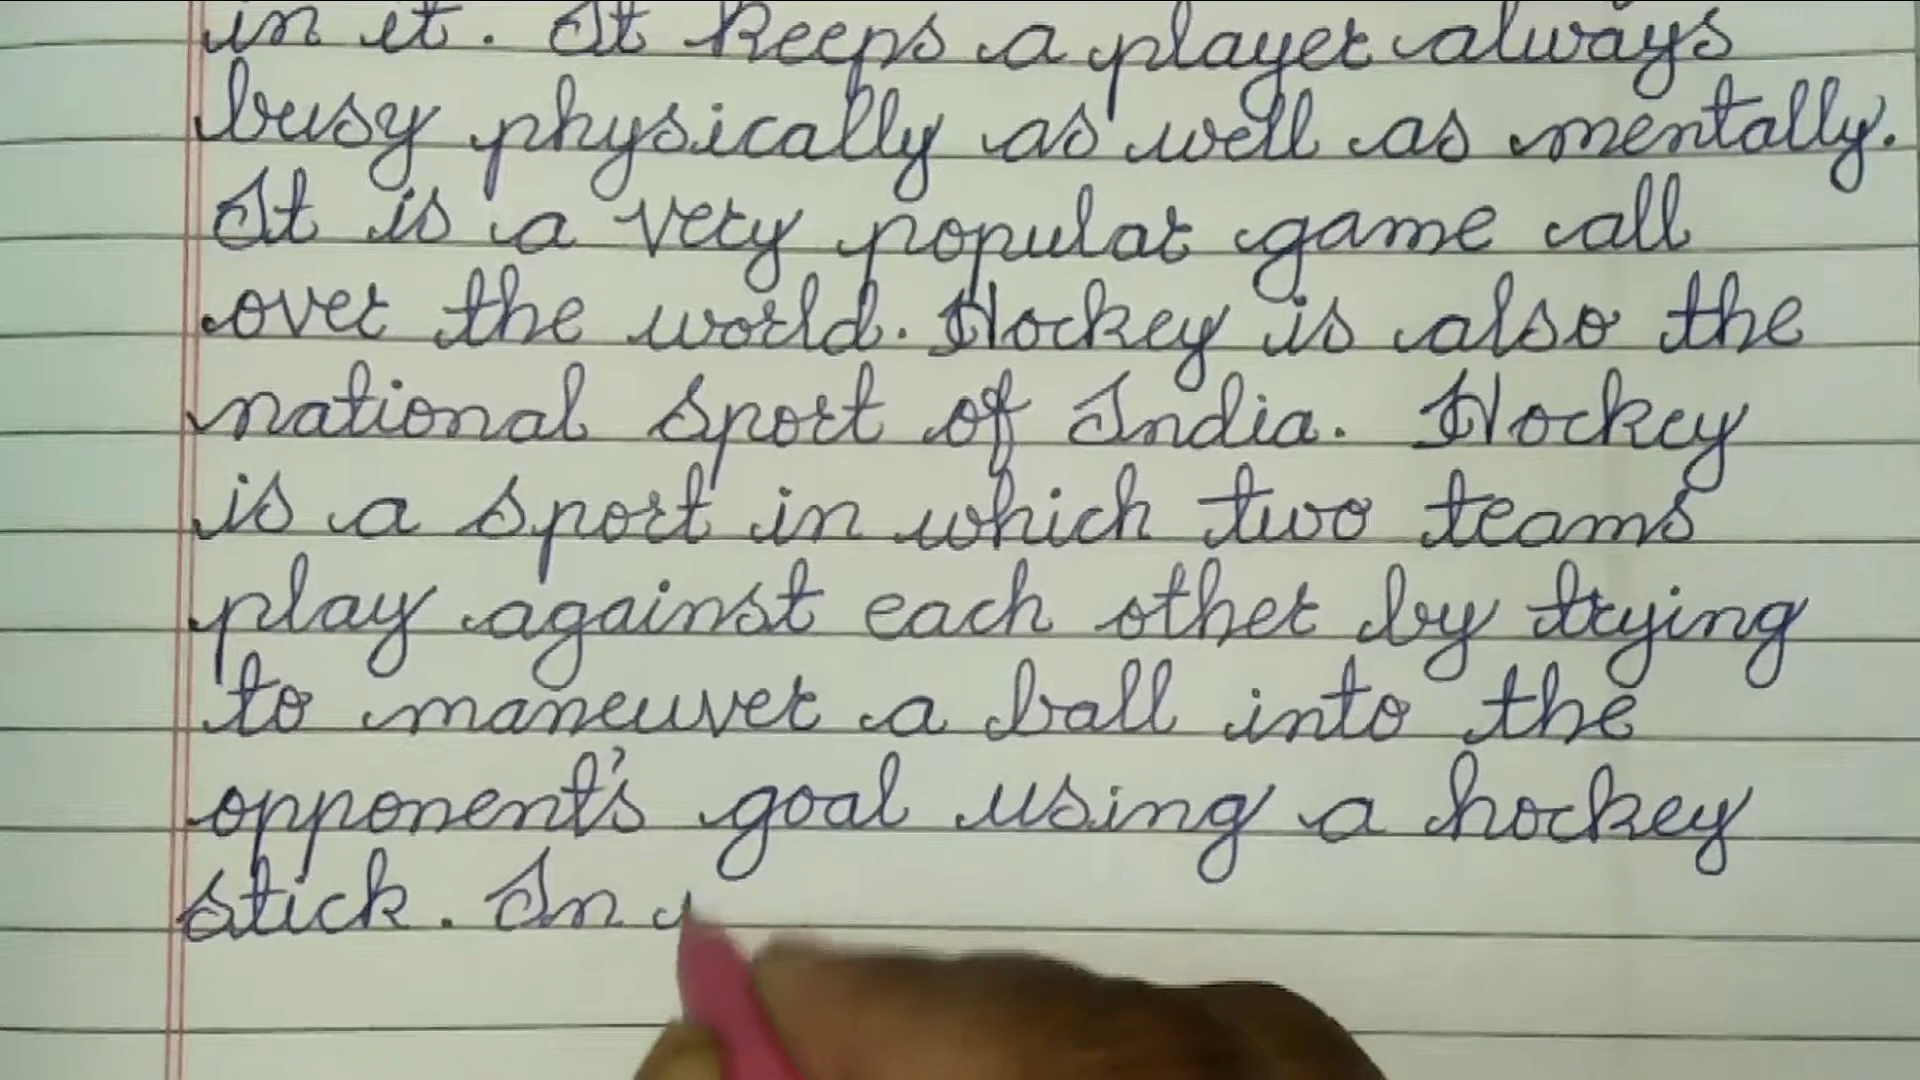 in it. It keeps a player always
busy physically as well as mentally.
It is a very popular game all
over the world. Hockey is also the
national sport of India. Hockey
is a sport in which two teams
play against each other by trying
to maneuver a ball into the
opponent's goal using a hockey
stick. In